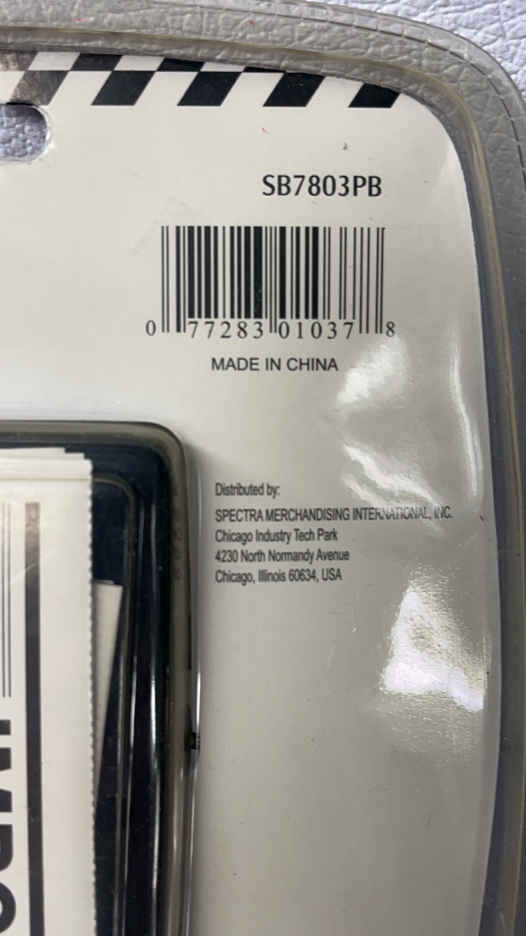 SB7803PB
0 77283 01037 8
MADE IN CHINA
Distributed by:
SPECTRA MERCHANDISING INTERNATIONAL, INC.
Chicago Industry Tech Park
4230 North Normandy Avenue
Chicago, Illinois 60634, USA